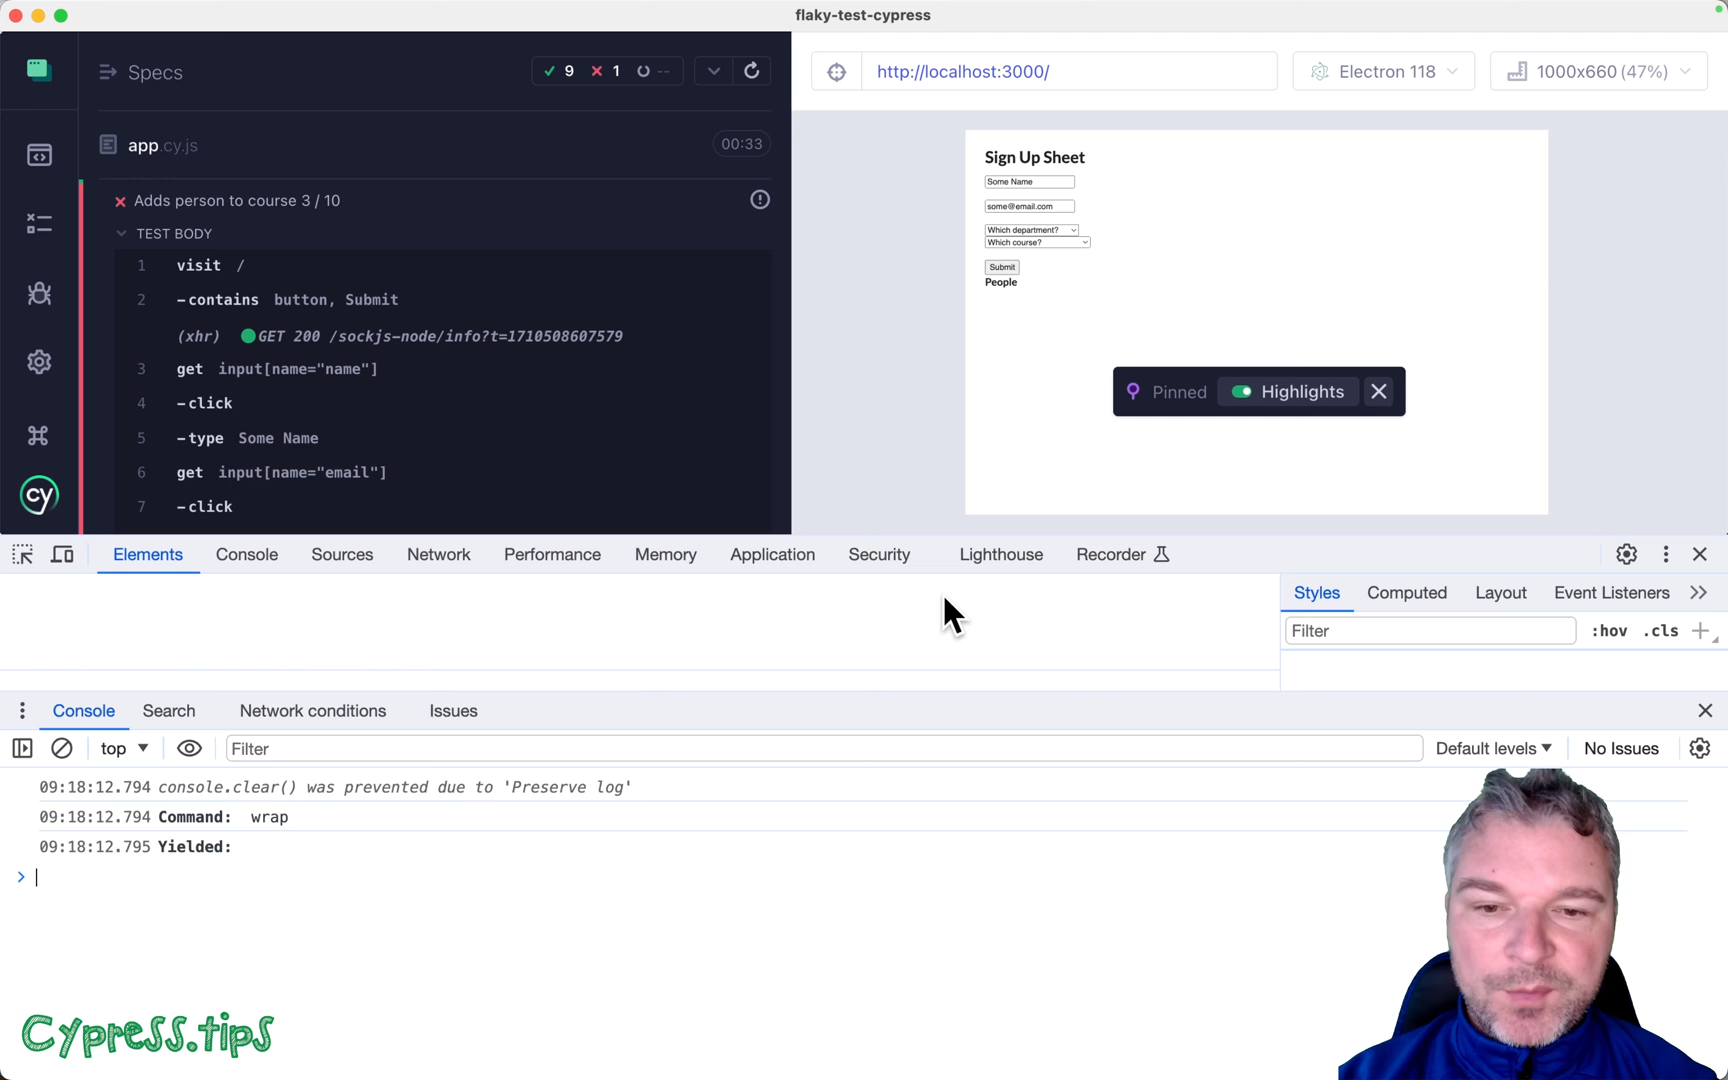 flaky-test-cypress
Specs
9 1 --
http://localhost:3000/
Electron 118
1000x660 (47%)
app.cy.js
00:33
Adds person to course 3 / 10
TEST BODY
1 visit /
2 -contains button, Submit
(xhr) GET 200 /sockjs-node/info?t=1710508607579
3 get input[name="name"]
4 -click
5 -type Some Name
6 get input[name="email"]
7 -click
cy
Sign Up Sheet
Some Name
some@email.com
Which department?
Which course?
Submit
People
Pinned Highlights
Elements Console Sources Network Performance Memory Application Security Lighthouse Recorder
Styles Computed Layout Event Listeners
Filter :hov .cls
Console Search Network conditions Issues
top Filter Default levels No Issues
09:18:12.794 console.clear() was prevented due to 'Preserve log'
09:18:12.794 Command: wrap
09:18:12.795 Yielded:
Cypress.tips